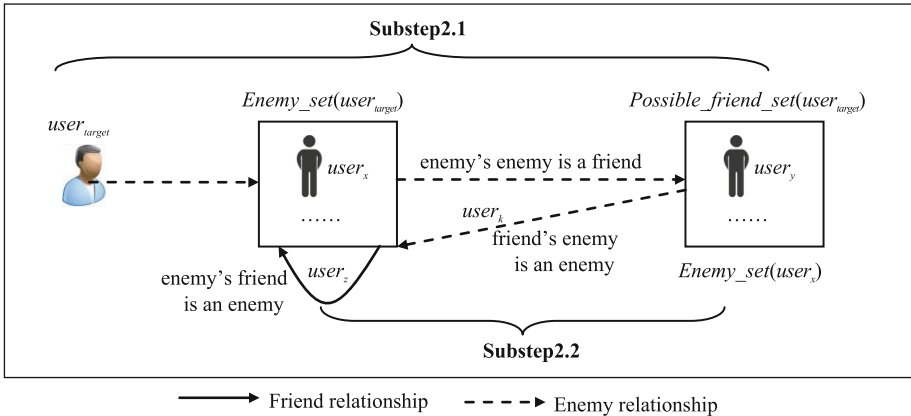 Substep2.1
Enemy_set(user_target)
Possible_friend_set(user_target)
user_target
user_x
enemy's enemy is a friend
user_y
......
user_k
......
friend's enemy
is an enemy
enemy's friend
is an enemy
user_z
Enemy_set(user_x)
Substep2.2
Friend relationship
Enemy relationship